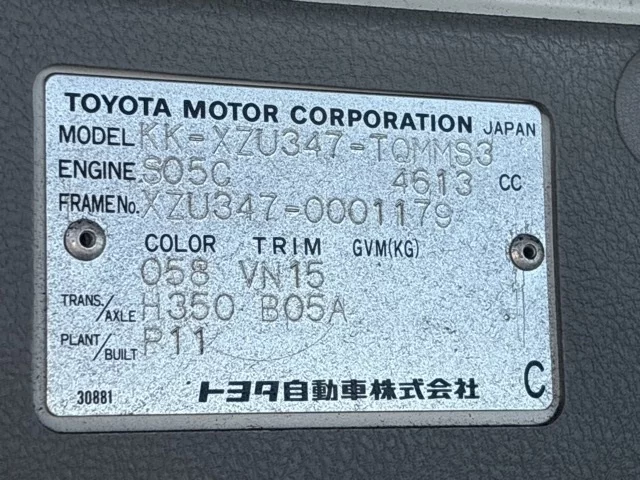 TOYOTA MOTOR CORPORATION JAPAN
MODEL KK-XZU347-TQMMS3
ENGINE S05C 4613 CC
FRAME No. XZU347-0001179
COLOR TRIM GVM(KG)
058 VN15
TRANS./AXLE H350 B05A
PLANT/BUILT P11
30881 トヨタ自動車株式会社 C